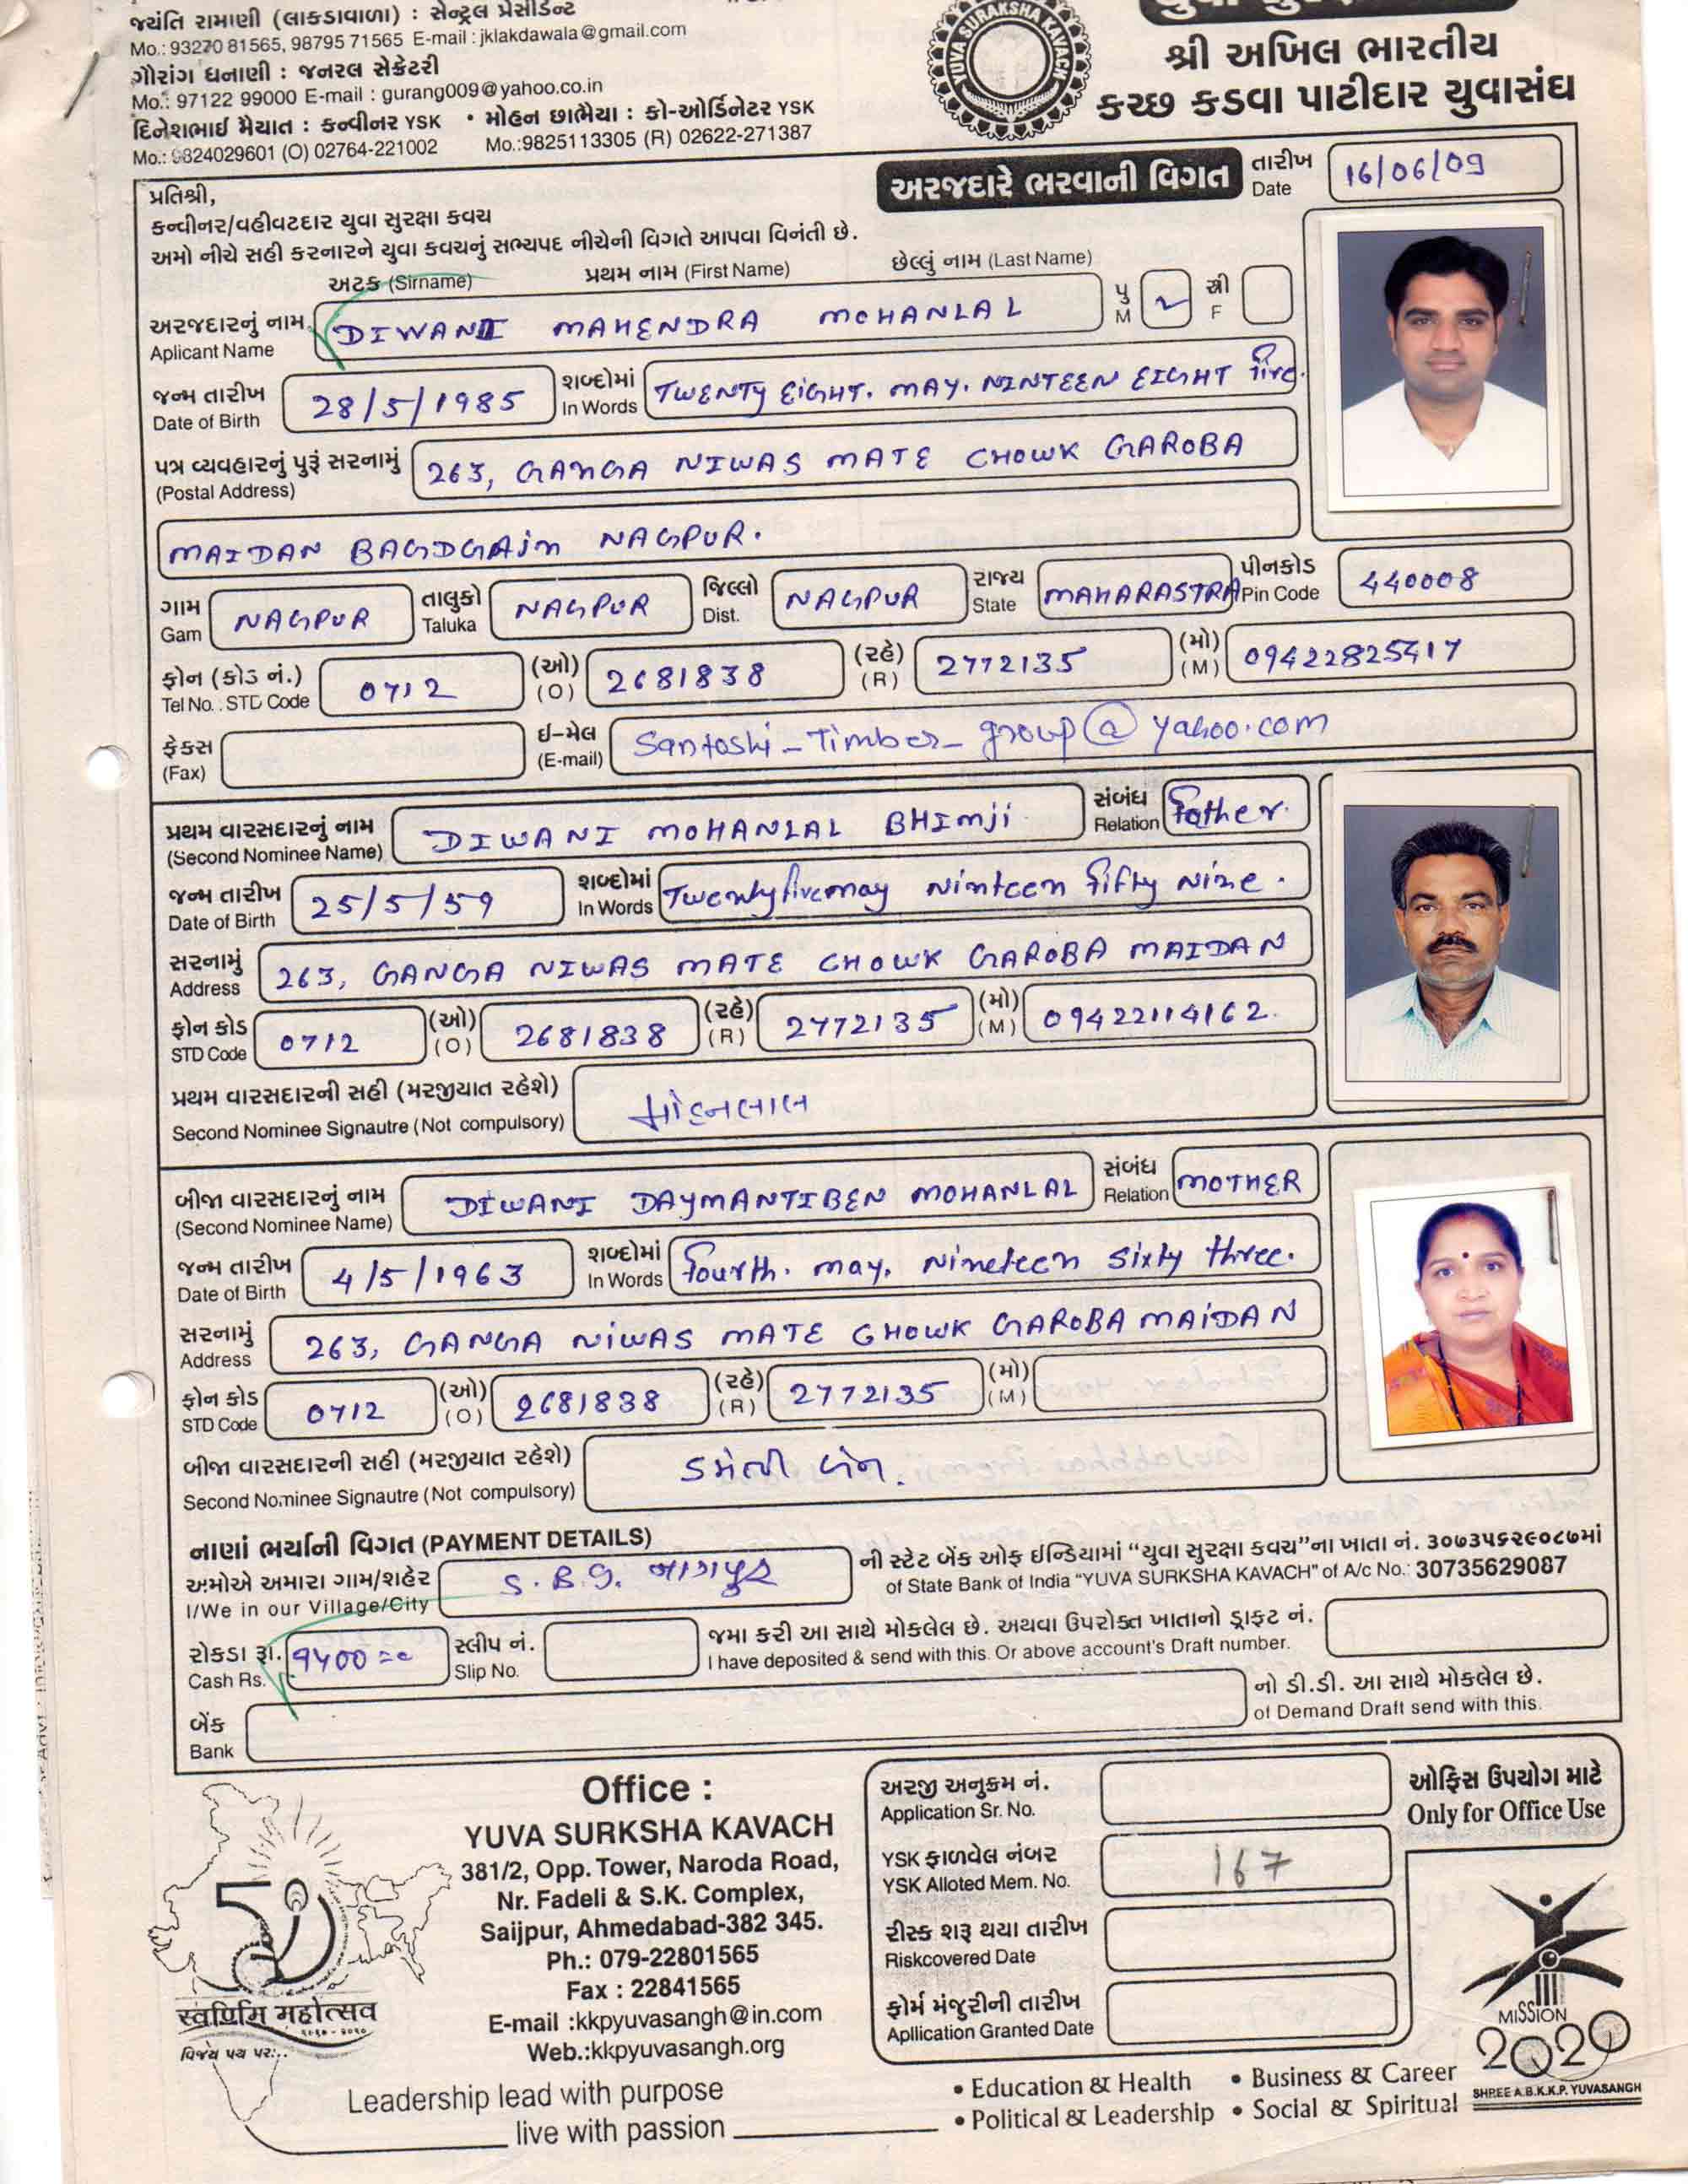 જ્યંતિ રામાણી (લાકડાવાળા) : સેન્ટ્રલ પ્રેસીડેન્ટ
Mo.: 93270 81565, 98795 71565 E-mail : jklakdawala@gmail.com
ગૌરાંગ ધનાણી : જનરલ સેક્રેટરી
Mo.: 97122 99000 E-mail : gurang009@yahoo.co.in
દિનેશભાઈ મૈયાત : કન્વીનર YSK • મોહન છાભૈયા : કો-ઓર્ડિનેટર YSK
Mo.: 9824029601 (O) 02764-221002 Mo.:9825113305 (R) 02622-271387
YUVA SURAKSHA KAVACH
શ્રી અખિલ ભારતીય
કચ્છ કડવા પાટીદાર યુવાસંઘ
પ્રતિશ્રી,
અરજદારે ભરવાની વિગત
તારીખ
Date
16/06/09
કન્વીનર/વહીવટદાર યુવા સુરક્ષા કવચ
અમો નીચે સહી કરનારને યુવા કવચનું સભ્યપદ નીચેની વિગતે આપવા વિનંતી છે.
અટક (Sirname) પ્રથમ નામ (First Name) છેલ્લું નામ (Last Name)
અરજદારનું નામ
Aplicant Name
DIWANI MAHENDRA MOHANLAL
પુ
M
સ્ત્રી
F
જન્મ તારીખ
Date of Birth
28/5/1985
શબ્દોમાં
In Words
TWENTY EIGHT. MAY. NINTEEN EIGHT five.
પત્ર વ્યવહારનું પુરૂં સરનામું
(Postal Address)
263, GANGA NIWAS MATE CHOWK GAROBA
MAIDAN BAGDGAIM NAGPUR.
ગામ
Gam
NAGPUR
તાલુકો
Taluka
NAGPUR
જિલ્લો
Dist.
NAGPUR
રાજ્ય
State
MAHARASTRA
પીનકોડ
Pin Code
440008
ફોન (કોડ નં.)
Tel No. . STD Code
0712
(ઓ)
(O)
2681838
(રહે)
(R)
2772135
(મો)
(M)
09422825417
ફેકસ
(Fax)
ઈ-મેલ
(E-mail)
Santoshi_Timber_group@yahoo.com
પ્રથમ વારસદારનું નામ
(Second Nominee Name)
DIWANI MOHANLAL BHIMji
સંબંધ
Relation
father.
જન્મ તારીખ
Date of Birth
25/5/59
શબ્દોમાં
In Words
Twentyfivemay Ninteen fifty Nine.
સરનામું
Address
263, GANGA NIWAS MATE CHOWK GAROBA MAIDAN
ફોન કોડ
STD Code
0712
(ઓ)
(O)
2681838
(રહે)
(R)
2772135
(મો)
(M)
09422114162.
પ્રથમ વારસદારની સહી (મરજીયાત રહેશે)
Second Nominee Signautre (Not compulsory)
મોહનલાલ
બીજા વારસદારનું નામ
(Second Nominee Name)
DIWANI DAYMANTIBEN MOHANLAL
સંબંધ
Relation
MOTHER
જન્મ તારીખ
Date of Birth
4/5/1963
શબ્દોમાં
In Words
fourth. may. Nineteen sixty three.
સરનામું
Address
263, GANGA NiWAS MATE CHOWK GAROBA MAiDAN
ફોન કોડ
STD Code
0712
(ઓ)
(O)
2681838
(રહે)
(R)
2772135
(મો)
(M)
બીજા વારસદારની સહી (મરજીયાત રહેશે)
Second Nominee Signautre (Not compulsory)
નાણાં ભર્યાની વિગત (PAYMENT DETAILS)
અમોએ અમારા ગામ/શહેર
I/We in our Village/City
નાગપુર
ની સ્ટેટ બેંક ઓફ ઈન્ડિયામાં “યુવા સુરક્ષા કવચ”ના ખાતા નં. ૩૦૭૩૫૬૨૯૦૮૭માં
of State Bank of India “YUVA SURKSHA KAVACH” of A/c No.: 30735629087
રોકડા રૂા.
Cash Rs.
સ્લીપ નં.
Slip No.
જમા કરી આ સાથે મોકલેલ છે. અથવા ઉપરોક્ત ખાતાનો ડ્રાફટ નં.
I have deposited & send with this. Or above account's Draft number.
બેંક
Bank
નો ડી.ડી. આ સાથે મોકલેલ છે.
of Demand Draft send with this.
Office :
YUVA SURKSHA KAVACH
381/2, Opp. Tower, Naroda Road,
Nr. Fadeli & S.K. Complex,
Saijpur, Ahmedabad-382 345.
Ph.: 079-22801565
Fax : 22841565
E-mail :kkpyuvasangh@in.com
Web.:kkpyuvasangh.org
અરજી અનુક્રમ નં.
Application Sr. No.
YSK ફાળવેલ નંબર
YSK Alloted Mem. No.
167
રીસ્ક શરૂ થયા તારીખ
Riskcovered Date
ફોર્મ મંજુરીની તારીખ
Apllication Granted Date
ઓફિસ ઉપયોગ માટે
Only for Office Use
50
स्वर्णिम महोत्सव
વિજય પથ પર...
MISSION
2020
SHREE A.B.K.K.P. YUVASANGH
Leadership lead with purpose
live with passion
• Education & Health • Business & Career
• Political & Leadership • Social & Spiritual